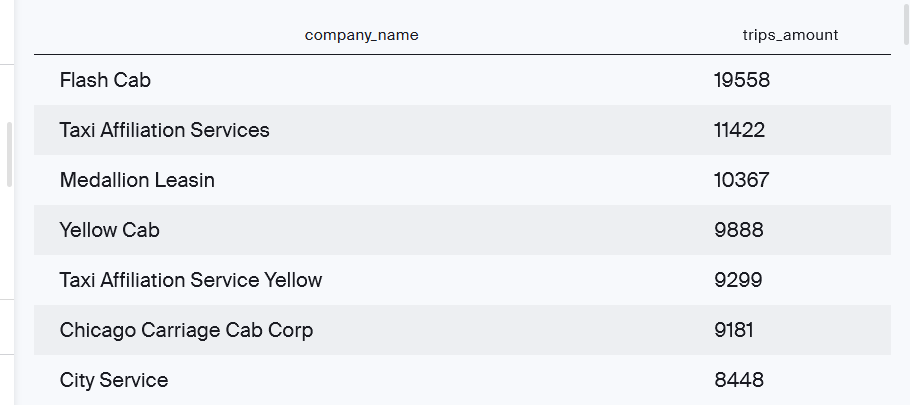 company_name trips_amount
Flash Cab 19558
Taxi Affiliation Services 11422
Medallion Leasin 10367
Yellow Cab 9888
Taxi Affiliation Service Yellow 9299
Chicago Carriage Cab Corp 9181
City Service 8448